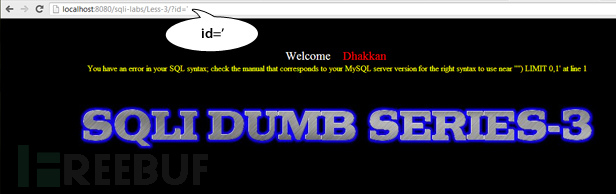 localhost:8080/sqli-labs/Less-3/?id='
id=‘
Welcome Dhakkan
You have an error in your SQL syntax; check the manual that corresponds to your MySQL server version for the right syntax to use near '''') LIMIT 0,1' at line 1
SQLI DUMB SERIES-3
REEBUF